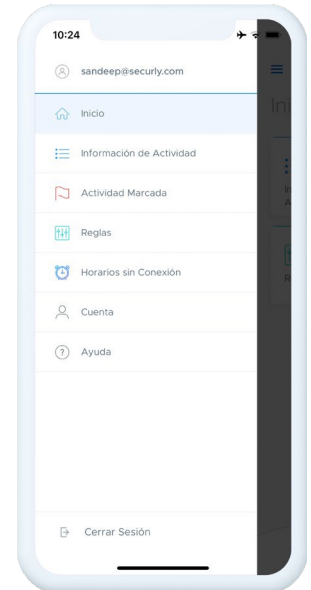 10:24
sandeep@securly.com
Inicio
Información de Actividad
Actividad Marcada
Reglas
Horarios sin Conexión
Cuenta
Ayuda
Cerrar Sesión